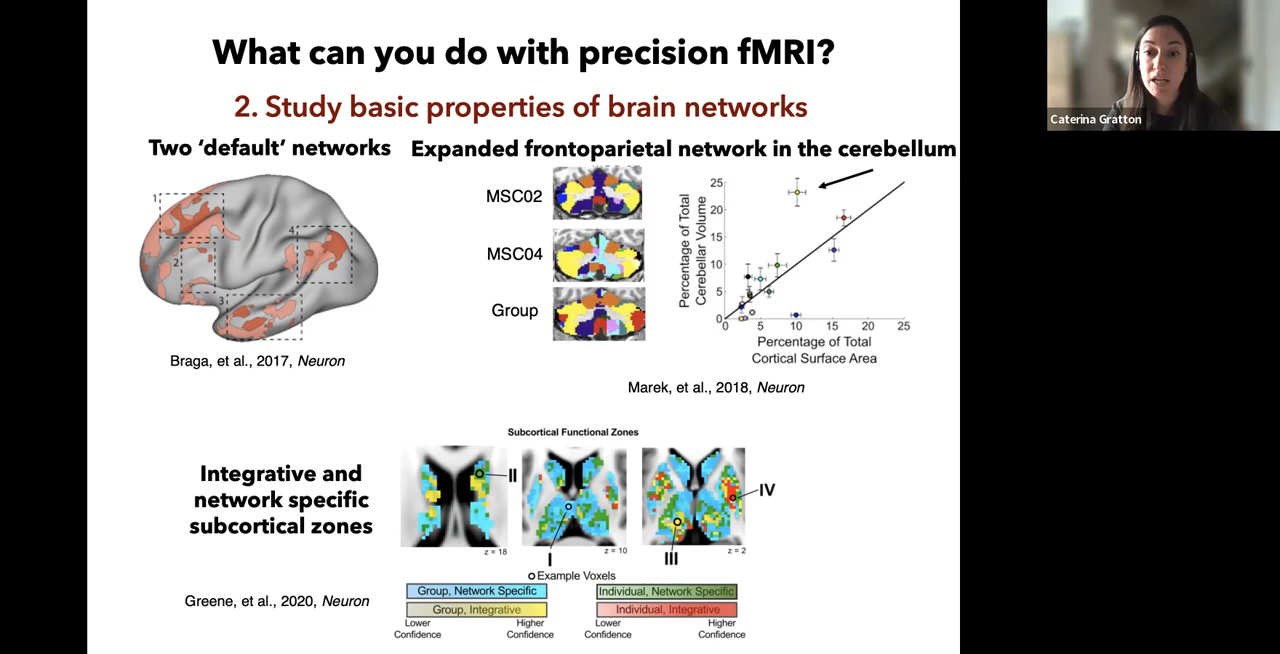 What can you do with precision fMRI?
2. Study basic properties of brain networks
Two ‘default’ networks
Expanded frontoparietal network in the cerebellum
1
2
3
4
Braga, et al., 2017, Neuron
MSC02
MSC04
Group
Percentage of Total
Cerebellar Volume
25
20
15
10
5
0
0
5
10
15
20
25
Percentage of Total
Cortical Surface Area
Marek, et al., 2018, Neuron
Integrative and
network specific
subcortical zones
Greene, et al., 2020, Neuron
Subcortical Functional Zones
II
IV
I
III
z = 18
z = 10
z = 2
Example Voxels
Group, Network Specific
Individual, Network Specific
Group, Integrative
Individual, Integrative
Lower
Confidence
Higher
Confidence
Lower
Confidence
Higher
Confidence
Caterina Gratton